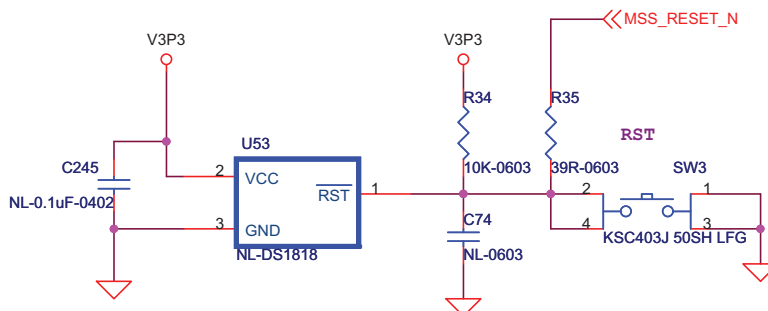 MSS_RESET_N
V3P3
V3P3
R34
R35
RST
U53
C245
10K-0603
39R-0603
SW3
2
VCC
1
2
1
NL-0.1uF-0402
RST
3
GND
C74
4
3
NL-DS1818
NL-0603
KSC403J 50SH LFG